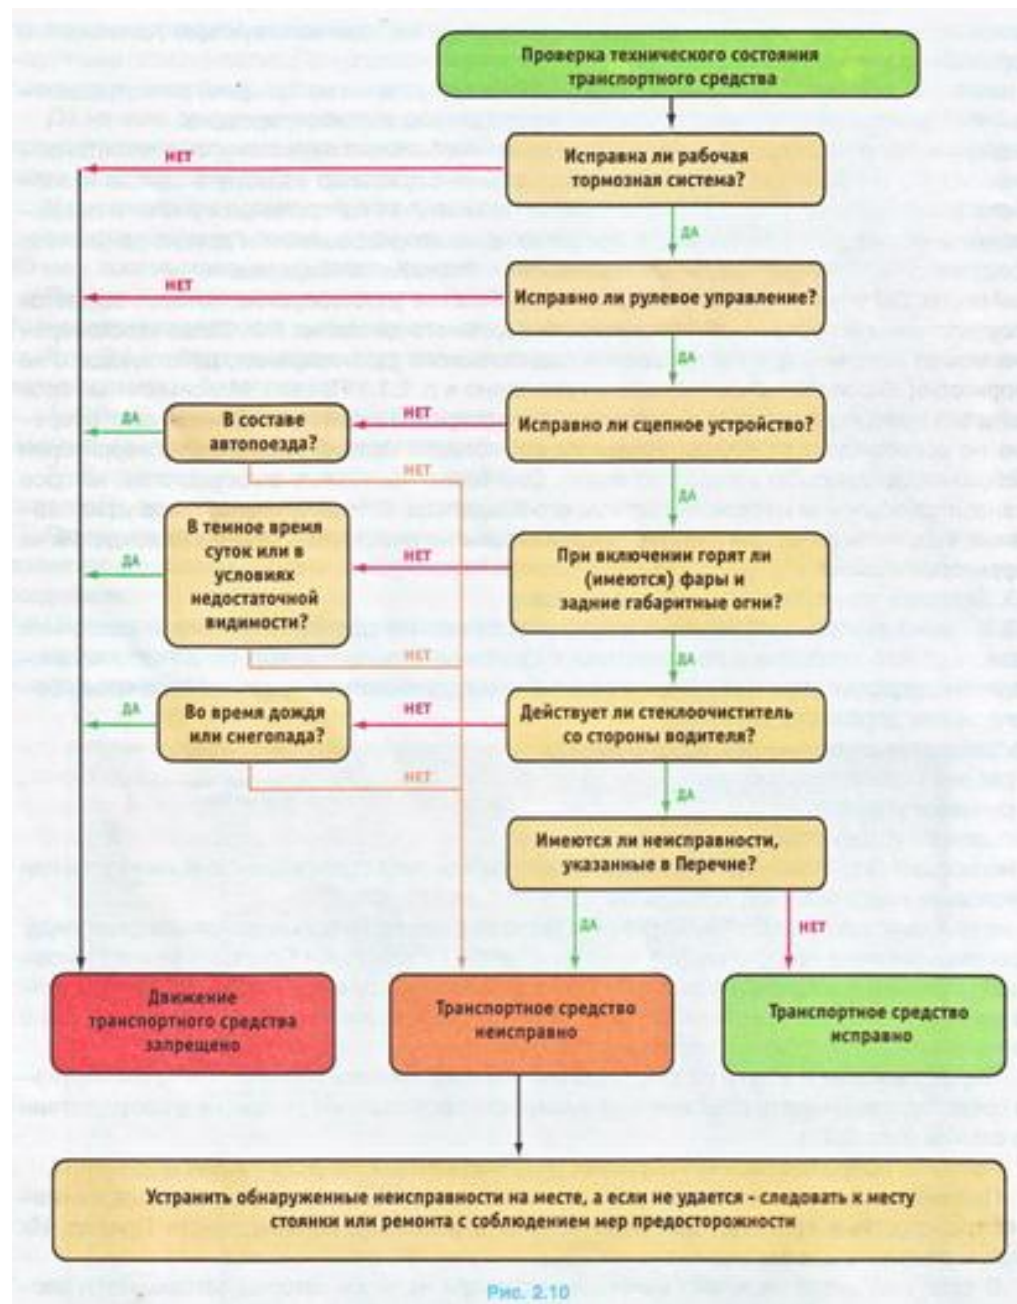 Проверка технического состояния
транспортного средства
Исправна ли рабочая
тормозная система?
НЕТ
ДА
Исправно ли рулевое управление?
НЕТ
ДА
Исправно ли сцепное устройство?
НЕТ
В составе
автопоезда?
ДА
НЕТ
ДА
При включении горят ли
(имеются) фары и
задние габаритные огни?
НЕТ
В темное время
суток или в
условиях
недостаточной
видимости?
ДА
НЕТ
ДА
Действует ли стеклоочиститель
со стороны водителя?
НЕТ
Во время дождя
или снегопада?
ДА
НЕТ
ДА
Имеются ли неисправности,
указанные в Перечне?
ДА
НЕТ
Движение
транспортного средства
запрещено
Транспортное средство
неисправно
Транспортное средство
исправно
Устранить обнаруженные неисправности на месте, а если не удается - следовать к месту
стоянки или ремонта с соблюдением мер предосторожности
Рис. 2.10